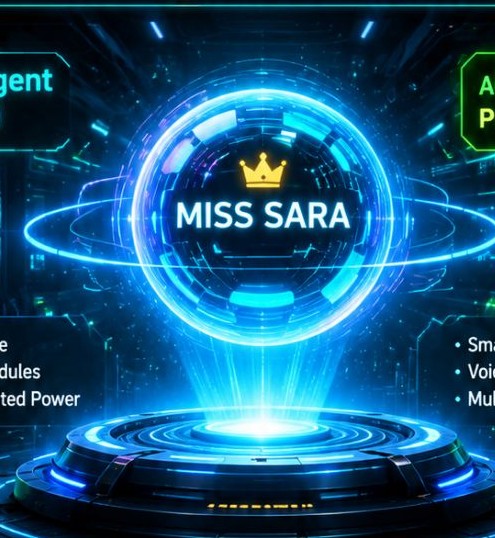 gent
A
P
MISS SARA
e
dules
ted Power
• Sma
• Voic
• Mul